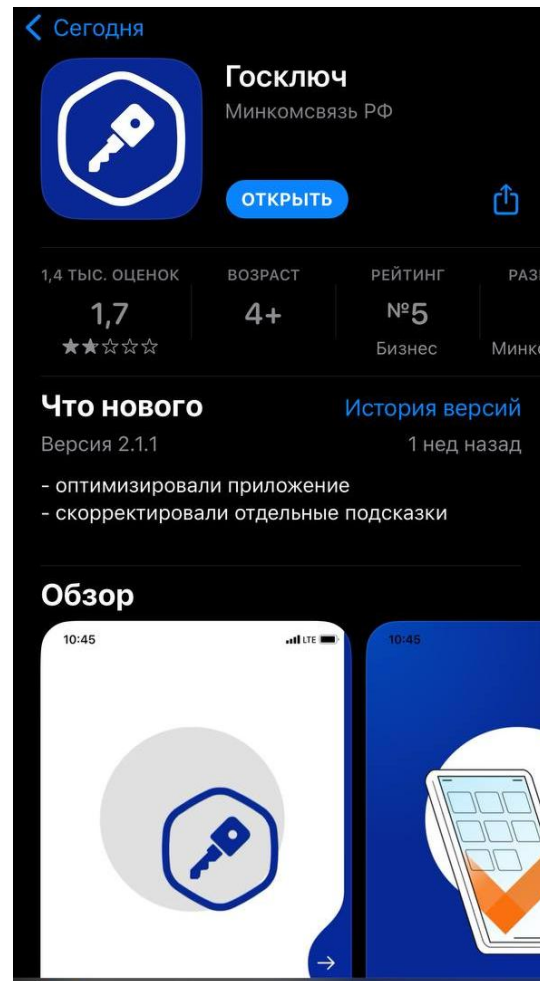 Сегодня
Госключ
Минкомсвязь РФ
ОТКРЫТЬ
1,4 ТЫС. ОЦЕНОК ВОЗРАСТ РЕЙТИНГ
1,7 4+ №5
Бизнес
Что нового История версий
Версия 2.1.1 1 нед назад
- оптимизировали приложение
- скорректировали отдельные подсказки
Обзор
10:45 LTE 10:45